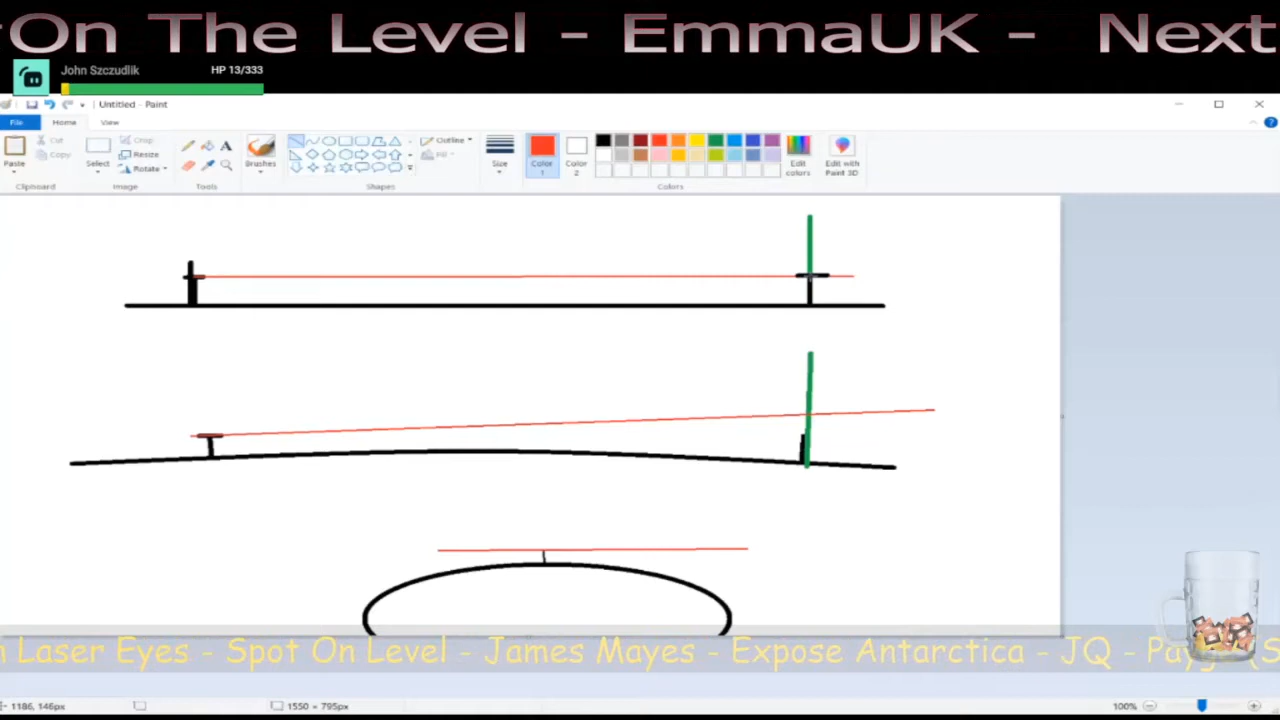 On The Level - EmmaUK - Next
John Szczudlik HP 13/333
Untitled - Paint
File Home View
Paste Cut Copy Select Crop Resize Rotate A Brushes Outline Fill Size Color 1 Color 2 Edit colors Edit with Paint 3D
Clipboard Image Tools Shapes Colors
Laser Eyes - Spot On Level - James Mayes - Expose Antarctica - JQ -
1186, 146px 1550 × 795px 100%